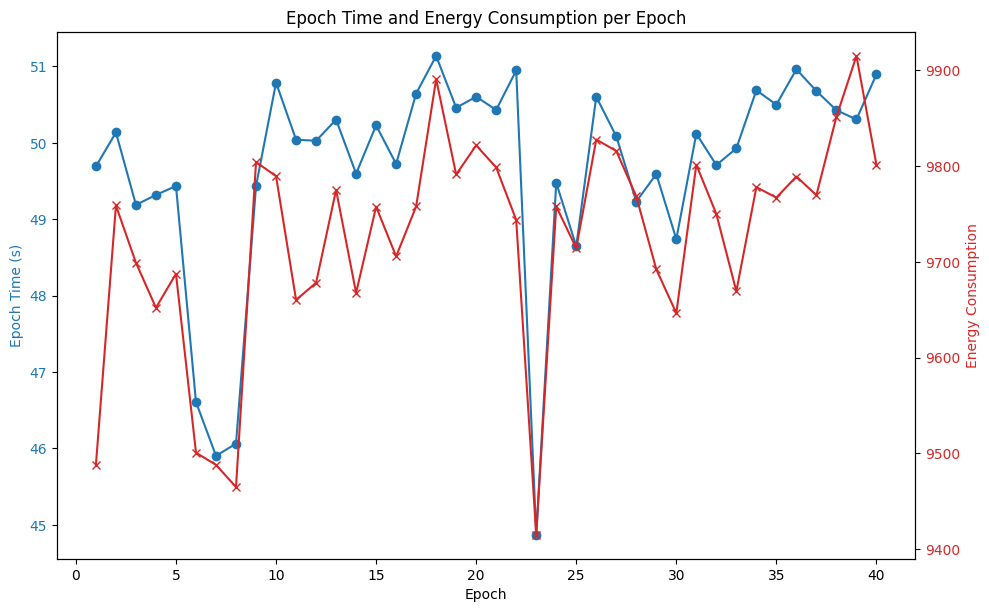 Epoch Time and Energy Consumption per Epoch
51
50
49
48
47
46
45
Epoch Time (s)
9900
9800
9700
9600
9500
9400
Energy Consumption
0 5 10 15 20 25 30 35 40
Epoch